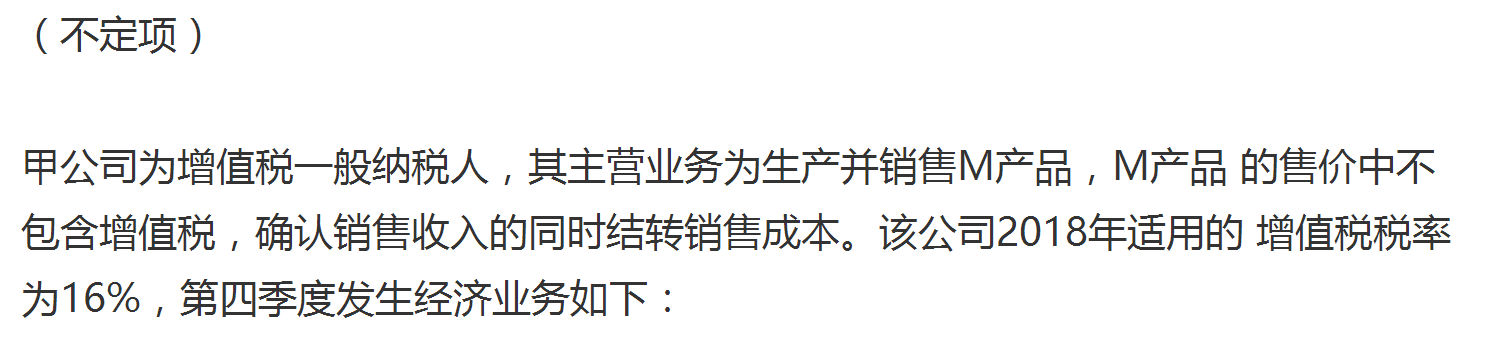 （不定项）
甲公司为增值税一般纳税人，其主营业务为生产并销售M产品，M产品 的售价中不
包含增值税，确认销售收入的同时结转销售成本。该公司2018年适用的 增值税税率
为16%，第四季度发生经济业务如下：